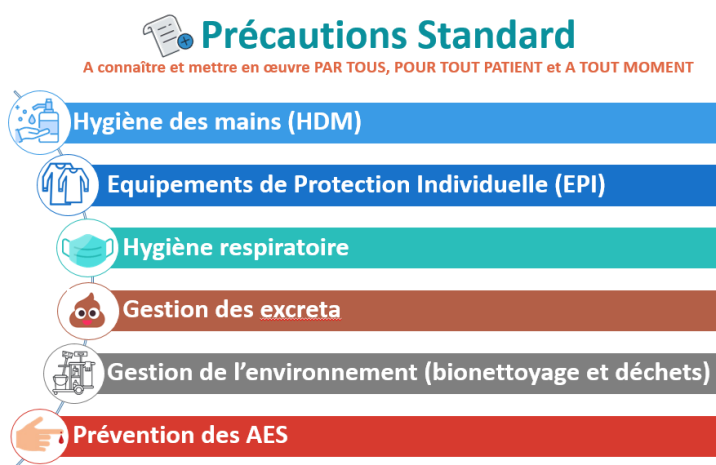 Précautions Standard
A connaître et mettre en œuvre PAR TOUS, POUR TOUT PATIENT et A TOUT MOMENT
Hygiène des mains (HDM)
Equipements de Protection Individuelle (EPI)
Hygiène respiratoire
Gestion des excreta
Gestion de l’environnement (bionettoyage et déchets)
Prévention des AES